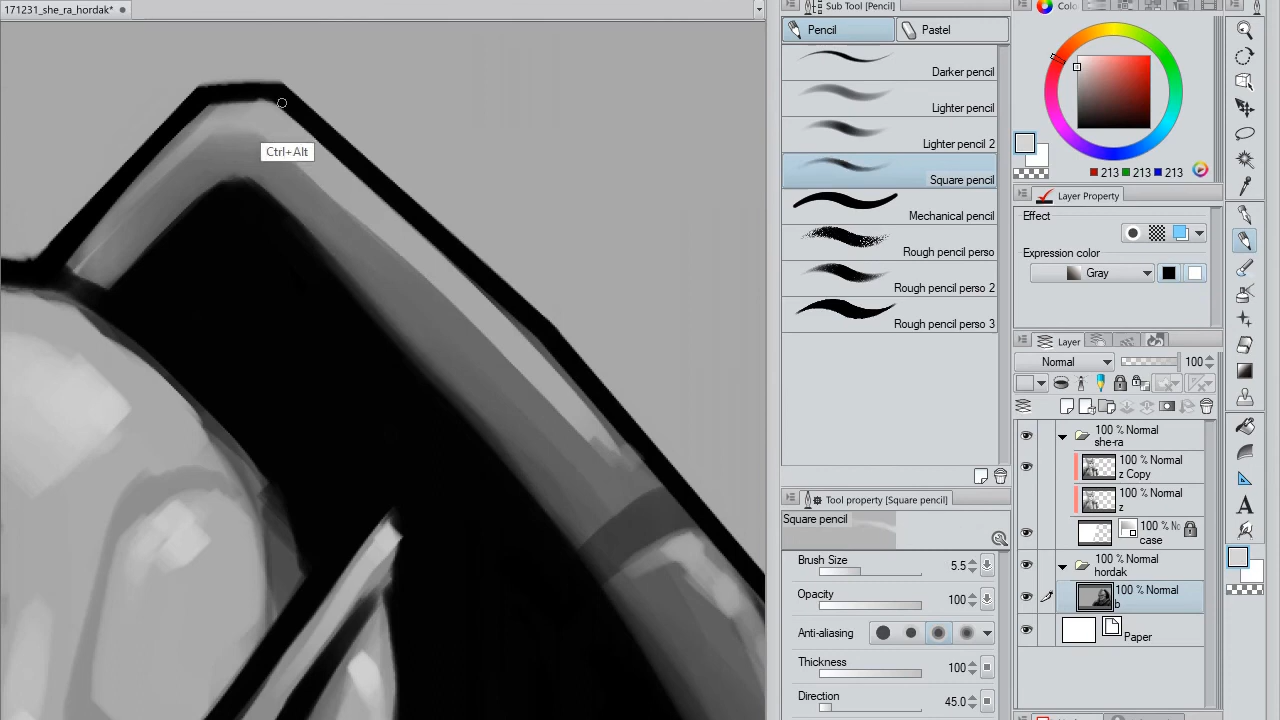 171231_she_ra_hordak*
Ctrl+Alt
Sub Tool [Pencil]
Pencil
Pastel
Darker pencil
Lighter pencil
Lighter pencil 2
Square pencil
Mechanical pencil
Rough pencil perso
Rough pencil perso 2
Rough pencil perso 3
Tool property [Square pencil]
Square pencil
Brush Size
5.5
Opacity
100
Anti-aliasing
Thickness
100
Direction
45.0
213
213
213
Layer Property
Effect
Expression color
Gray
Layer
Normal
100
100 % Normal
she-ra
100 % Normal
z Copy
100 % Normal
z
100 % Nc
case
100 % Normal
hordak
100 % Normal
b
Paper